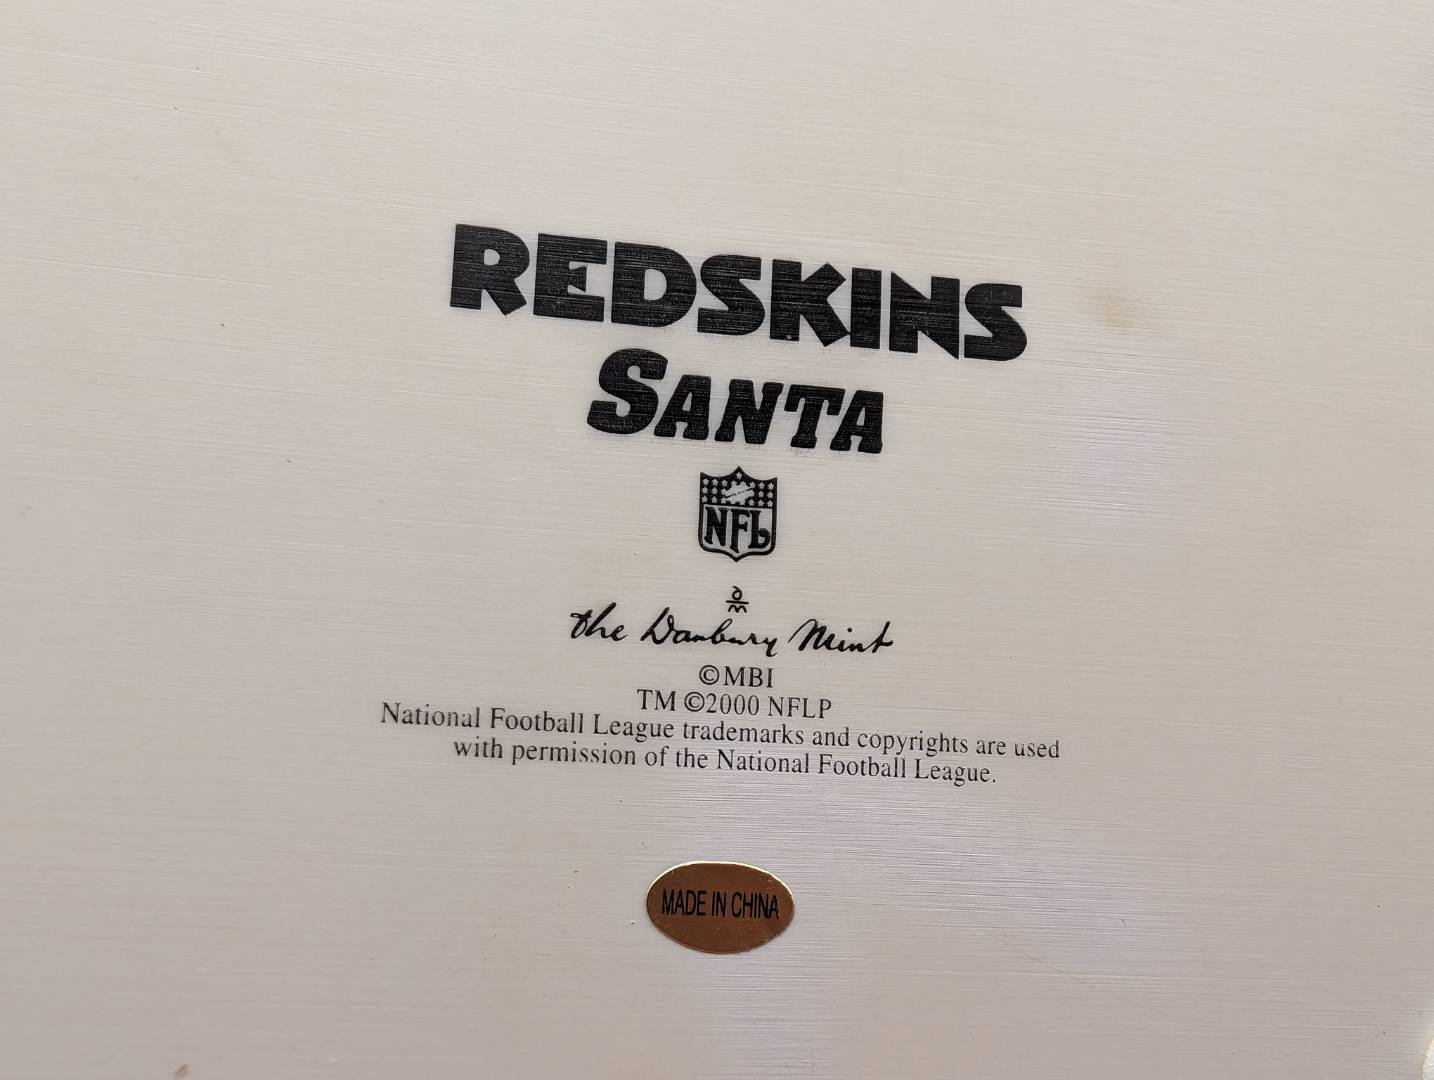 REDSKINS
SANTA
NFL
the Danbury Mint
©MBI
TM ©2000 NFLP
National Football League trademarks and copyrights are used
with permission of the National Football League.
MADE IN CHINA